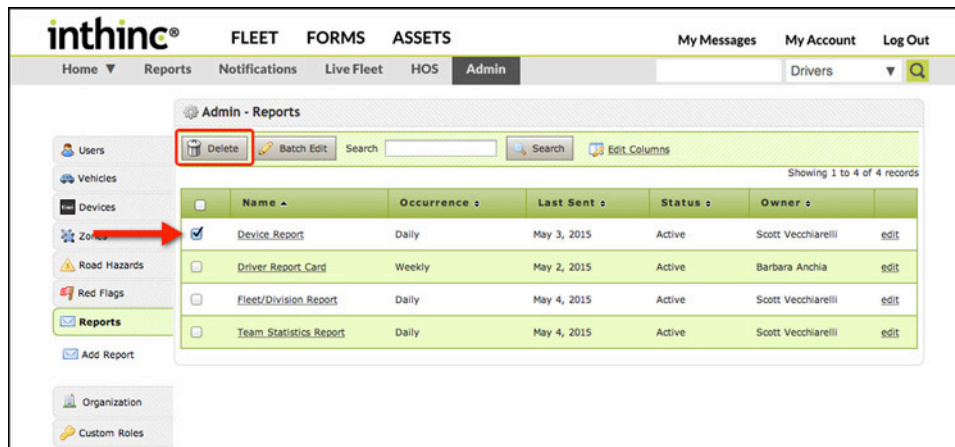 inthinc®
FLEET FORMS ASSETS
My Messages My Account Log Out
Home ▼ Reports Notifications Live Fleet HOS Admin
Drivers ▼
Admin - Reports
Delete Batch Edit Search Search Edit Columns
Showing 1 to 4 of 4 records
Users
Vehicles
Devices
Zones
Road Hazards
Red Flags
Reports
Add Report
Organization
Custom Roles
Name Occurrence Last Sent Status Owner
Device Report Daily May 3, 2015 Active Scott Vecchiarelli edit
Driver Report Card Weekly May 2, 2015 Active Barbara Anchia edit
Fleet/Division Report Daily May 4, 2015 Active Scott Vecchiarelli edit
Team Statistics Report Daily May 4, 2015 Active Scott Vecchiarelli edit